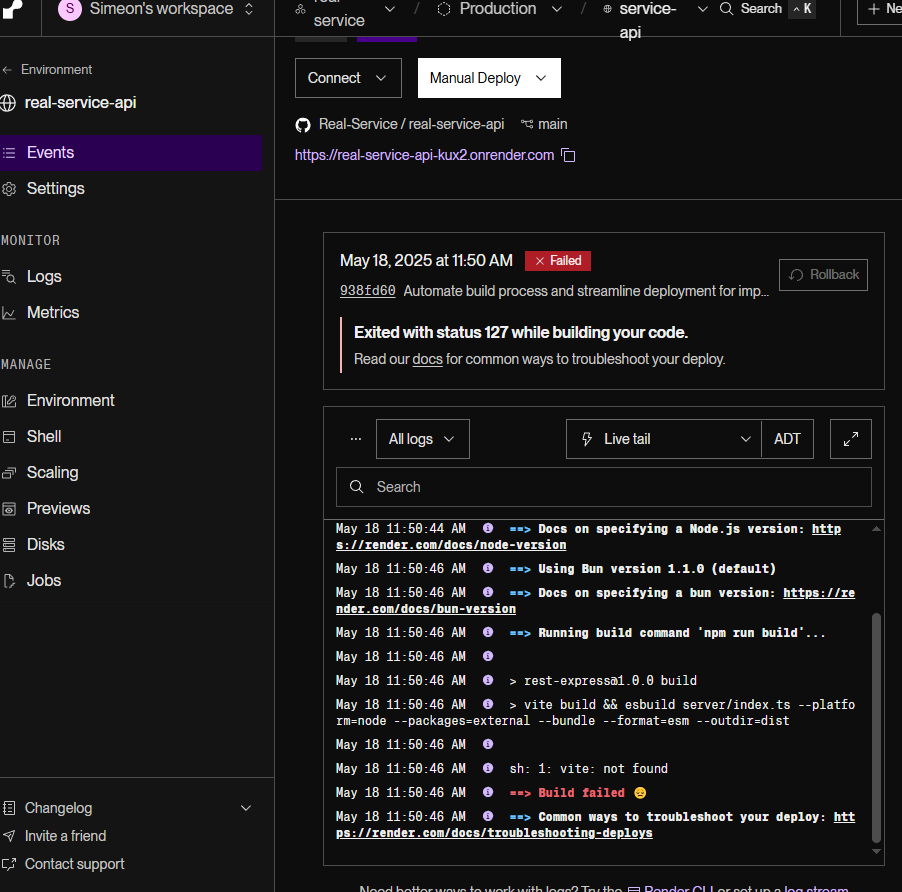 S Simeon's workspace
real-
service
Production
service-
api
Search
K
+ Ne
← Environment
real-service-api
Events
Settings
MONITOR
Logs
Metrics
MANAGE
Environment
Shell
Scaling
Previews
Disks
Jobs
Changelog
Invite a friend
Contact support
Connect
Manual Deploy
Real-Service / real-service-api main
https://real-service-api-kux2.onrender.com
May 18, 2025 at 11:50 AM × Failed
Rollback
938fd60 Automate build process and streamline deployment for imp...
Exited with status 127 while building your code.
Read our docs for common ways to troubleshoot your deploy.
... All logs
Live tail
ADT
Search
May 18 11:50:44 AM ==> Docs on specifying a Node.js version: http
s://render.com/docs/node-version
May 18 11:50:46 AM ==> Using Bun version 1.1.0 (default)
May 18 11:50:46 AM ==> Docs on specifying a bun version: https://re
nder.com/docs/bun-version
May 18 11:50:46 AM ==> Running build command 'npm run build'...
May 18 11:50:46 AM
May 18 11:50:46 AM > rest-express@1.0.0 build
May 18 11:50:46 AM > vite build && esbuild server/index.ts --platfo
rm=node --packages=external --bundle --format=esm --outdir=dist
May 18 11:50:46 AM
May 18 11:50:46 AM sh: 1: vite: not found
May 18 11:50:46 AM ==> Build failed 😞
May 18 11:50:46 AM ==> Common ways to troubleshoot your deploy: htt
ps://render.com/docs/troubleshooting-deploys
Need better ways to work with logs? Try the Render CLI or set up a log stream